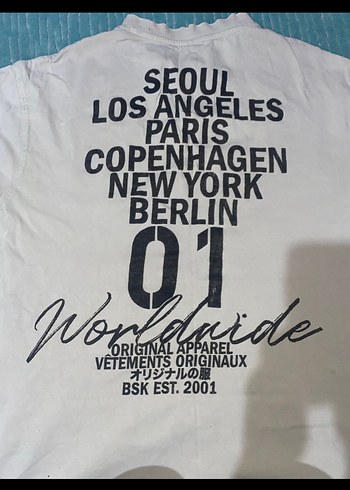 SEOUL
LOS ANGELES
PARIS
COPENHAGEN
NEW YORK
BERLIN
01
Worldwide
ORIGINAL APPAREL
VÊTEMENTS ORIGINAUX
オリジナルの服
BSK EST. 2001